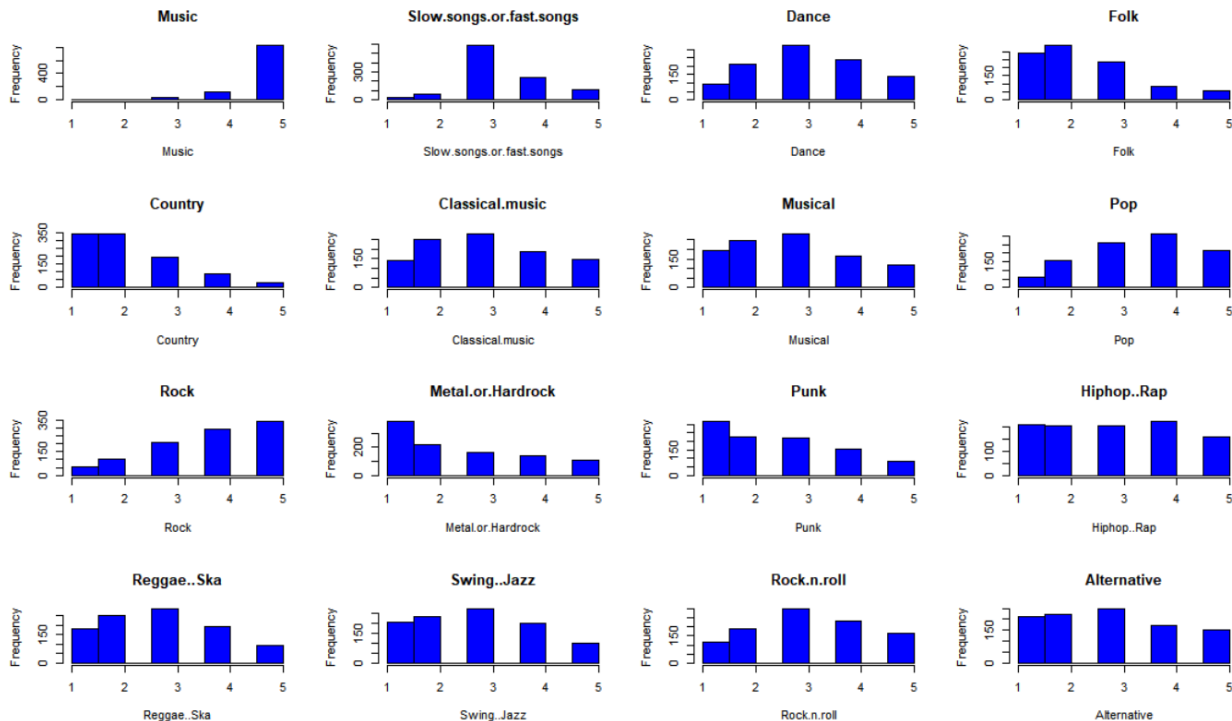 Music
Frequency
0 400
1 2 3 4 5
Music
Slow.songs.or.fast.songs
Frequency
0 300
1 2 3 4 5
Slow.songs.or.fast.songs
Dance
Frequency
0 150
1 2 3 4 5
Dance
Folk
Frequency
0 150
1 2 3 4 5
Folk
Country
Frequency
0 150 350
1 2 3 4 5
Country
Classical.music
Frequency
0 150
1 2 3 4 5
Classical.music
Musical
Frequency
0 150
1 2 3 4 5
Musical
Pop
Frequency
0 150
1 2 3 4 5
Pop
Rock
Frequency
0 150 350
1 2 3 4 5
Rock
Metal.or.Hardrock
Frequency
0 200
1 2 3 4 5
Metal.or.Hardrock
Punk
Frequency
0 150
1 2 3 4 5
Punk
Hiphop..Rap
Frequency
0 100
1 2 3 4 5
Hiphop..Rap
Reggae..Ska
Frequency
0 150
1 2 3 4 5
Reggae..Ska
Swing..Jazz
Frequency
0 150
1 2 3 4 5
Swing..Jazz
Rock.n.roll
Frequency
0 150
1 2 3 4 5
Rock.n.roll
Alternative
Frequency
0 150
1 2 3 4 5
Alternative